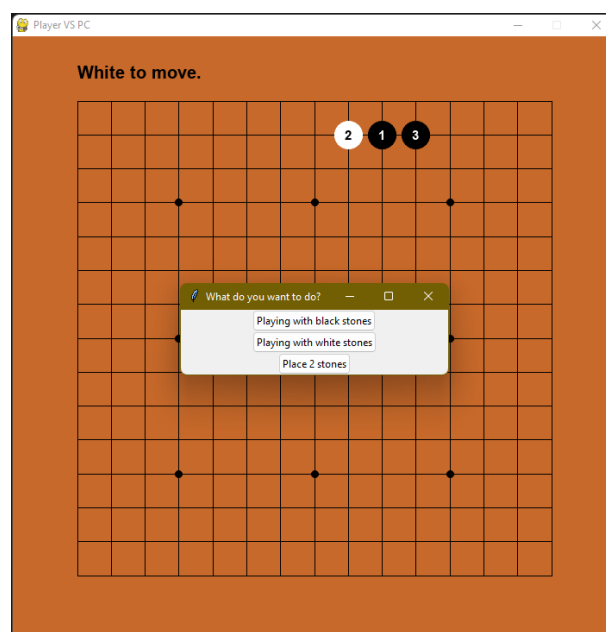 Player VS PC
White to move.
2 1 3
What do you want to do?
Playing with black stones
Playing with white stones
Place 2 stones